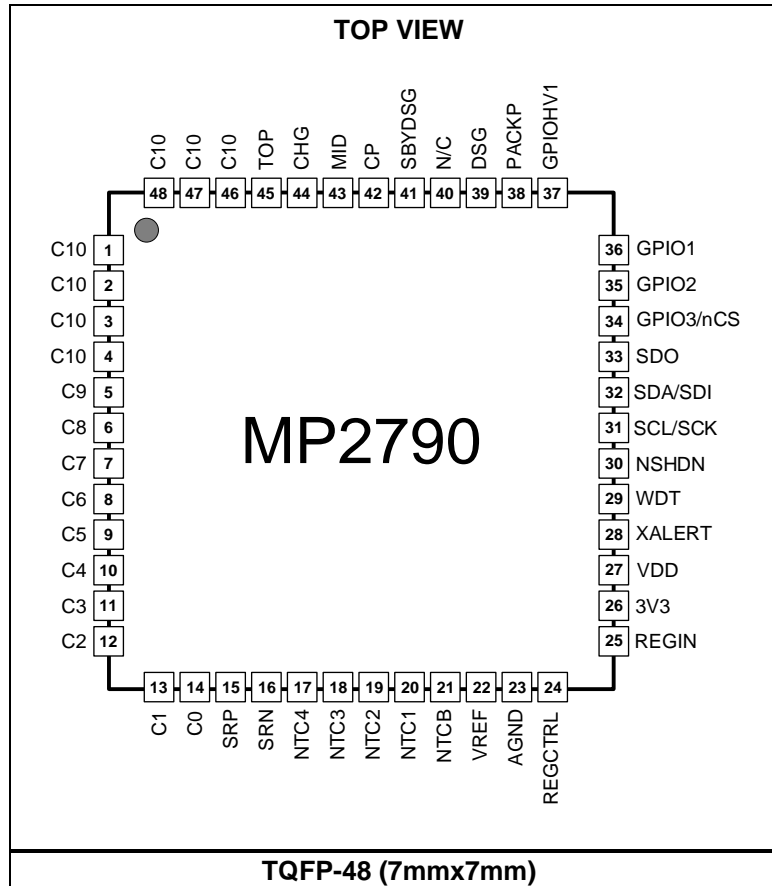 TOP VIEW
C10 C10 C10 TOP CHG MID CP SBYDSG N/C DSG PACKP GPIOHV1
48 47 46 45 44 43 42 41 40 39 38 37
C10 1
C10 2
C10 3
C10 4
C9 5
C8 6
C7 7
C6 8
C5 9
C4 10
C3 11
C2 12
MP2790
36 GPIO1
35 GPIO2
34 GPIO3/nCS
33 SDO
32 SDA/SDI
31 SCL/SCK
30 NSHDN
29 WDT
28 XALERT
27 VDD
26 3V3
25 REGIN
13 14 15 16 17 18 19 20 21 22 23 24
C1 C0 SRP SRN NTC4 NTC3 NTC2 NTC1 NTCB VREF AGND REGCTRL
TQFP-48 (7mmx7mm)